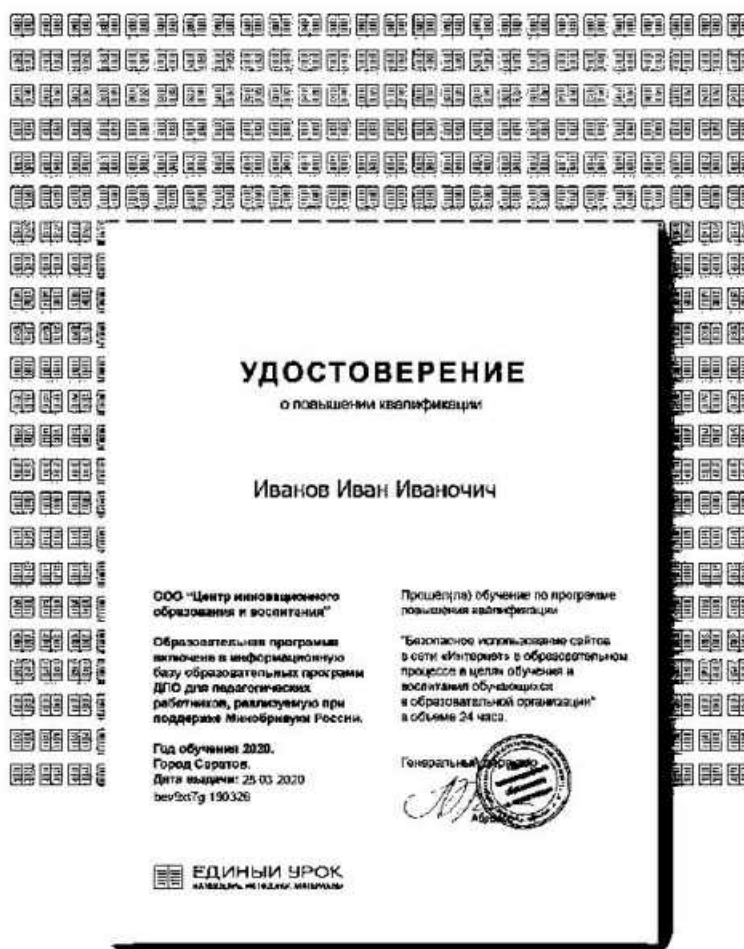 УДОСТОВЕРЕНИЕ
о повышении квалификации
Иванов Иван Иваночич
ООО "Центр инновационного
образования и воспитания"
Образовательная программа
включена в информационную
базу образовательных программ
ДПО для педагогических
работников, реализуемую при
поддержке Минобрнауки России.
Год обучения 2020.
Город Саратов.
Дата выдачи: 25.03.2020
Прошел(ла) обучение по программе
повышения квалификации
"Безопасное использование сайтов
в сети «Интернет» в образовательном
процессе в целях обучения и
воспитания обучающихся
в образовательной организации"
в объеме 24 часа.
Генеральный
ЕДИНЫЙ УРОК